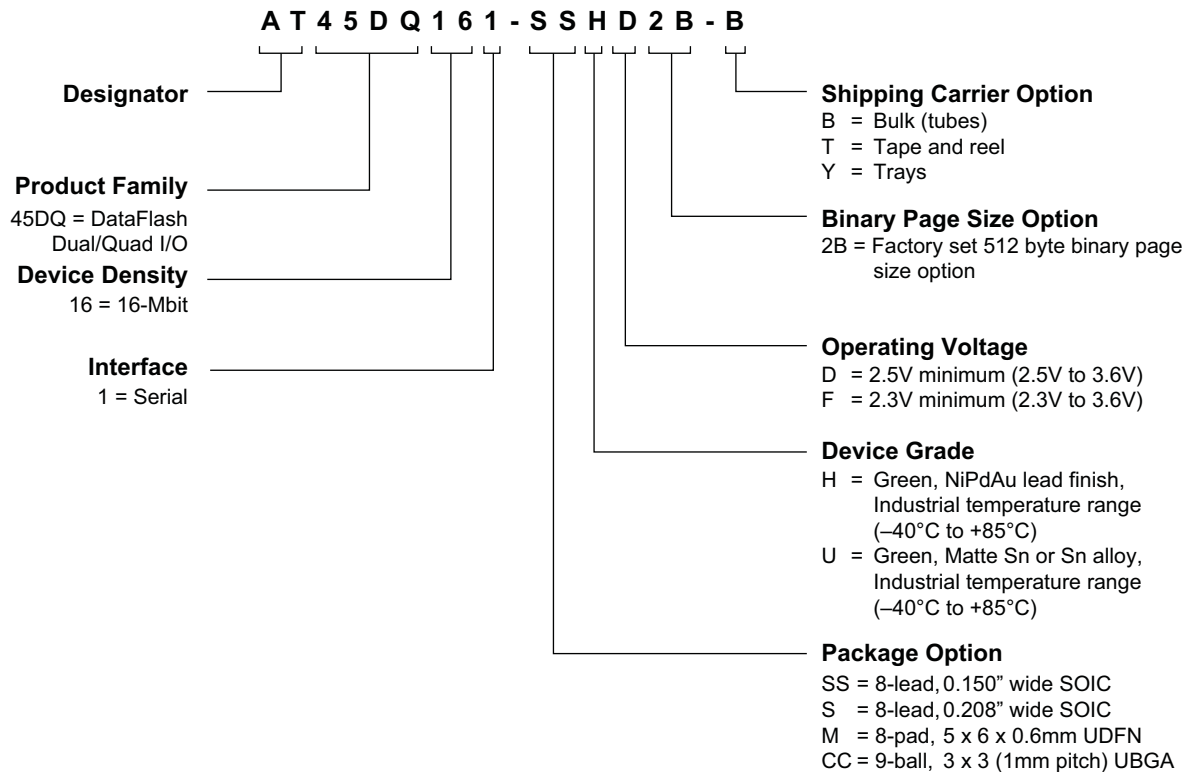 A T 4 5 D Q 1 6 1 - S S H D 2 B - B
Designator
Product Family
45DQ = DataFlash
Dual/Quad I/O
Device Density
16 = 16-Mbit
Interface
1 = Serial
Shipping Carrier Option
B = Bulk (tubes)
T = Tape and reel
Y = Trays
Binary Page Size Option
2B = Factory set 512 byte binary page
size option
Operating Voltage
D = 2.5V minimum (2.5V to 3.6V)
F = 2.3V minimum (2.3V to 3.6V)
Device Grade
H = Green, NiPdAu lead finish,
Industrial temperature range
(–40°C to +85°C)
U = Green, Matte Sn or Sn alloy,
Industrial temperature range
(–40°C to +85°C)
Package Option
SS = 8-lead, 0.150” wide SOIC
S = 8-lead, 0.208” wide SOIC
M = 8-pad, 5 x 6 x 0.6mm UDFN
CC = 9-ball, 3 x 3 (1mm pitch) UBGA